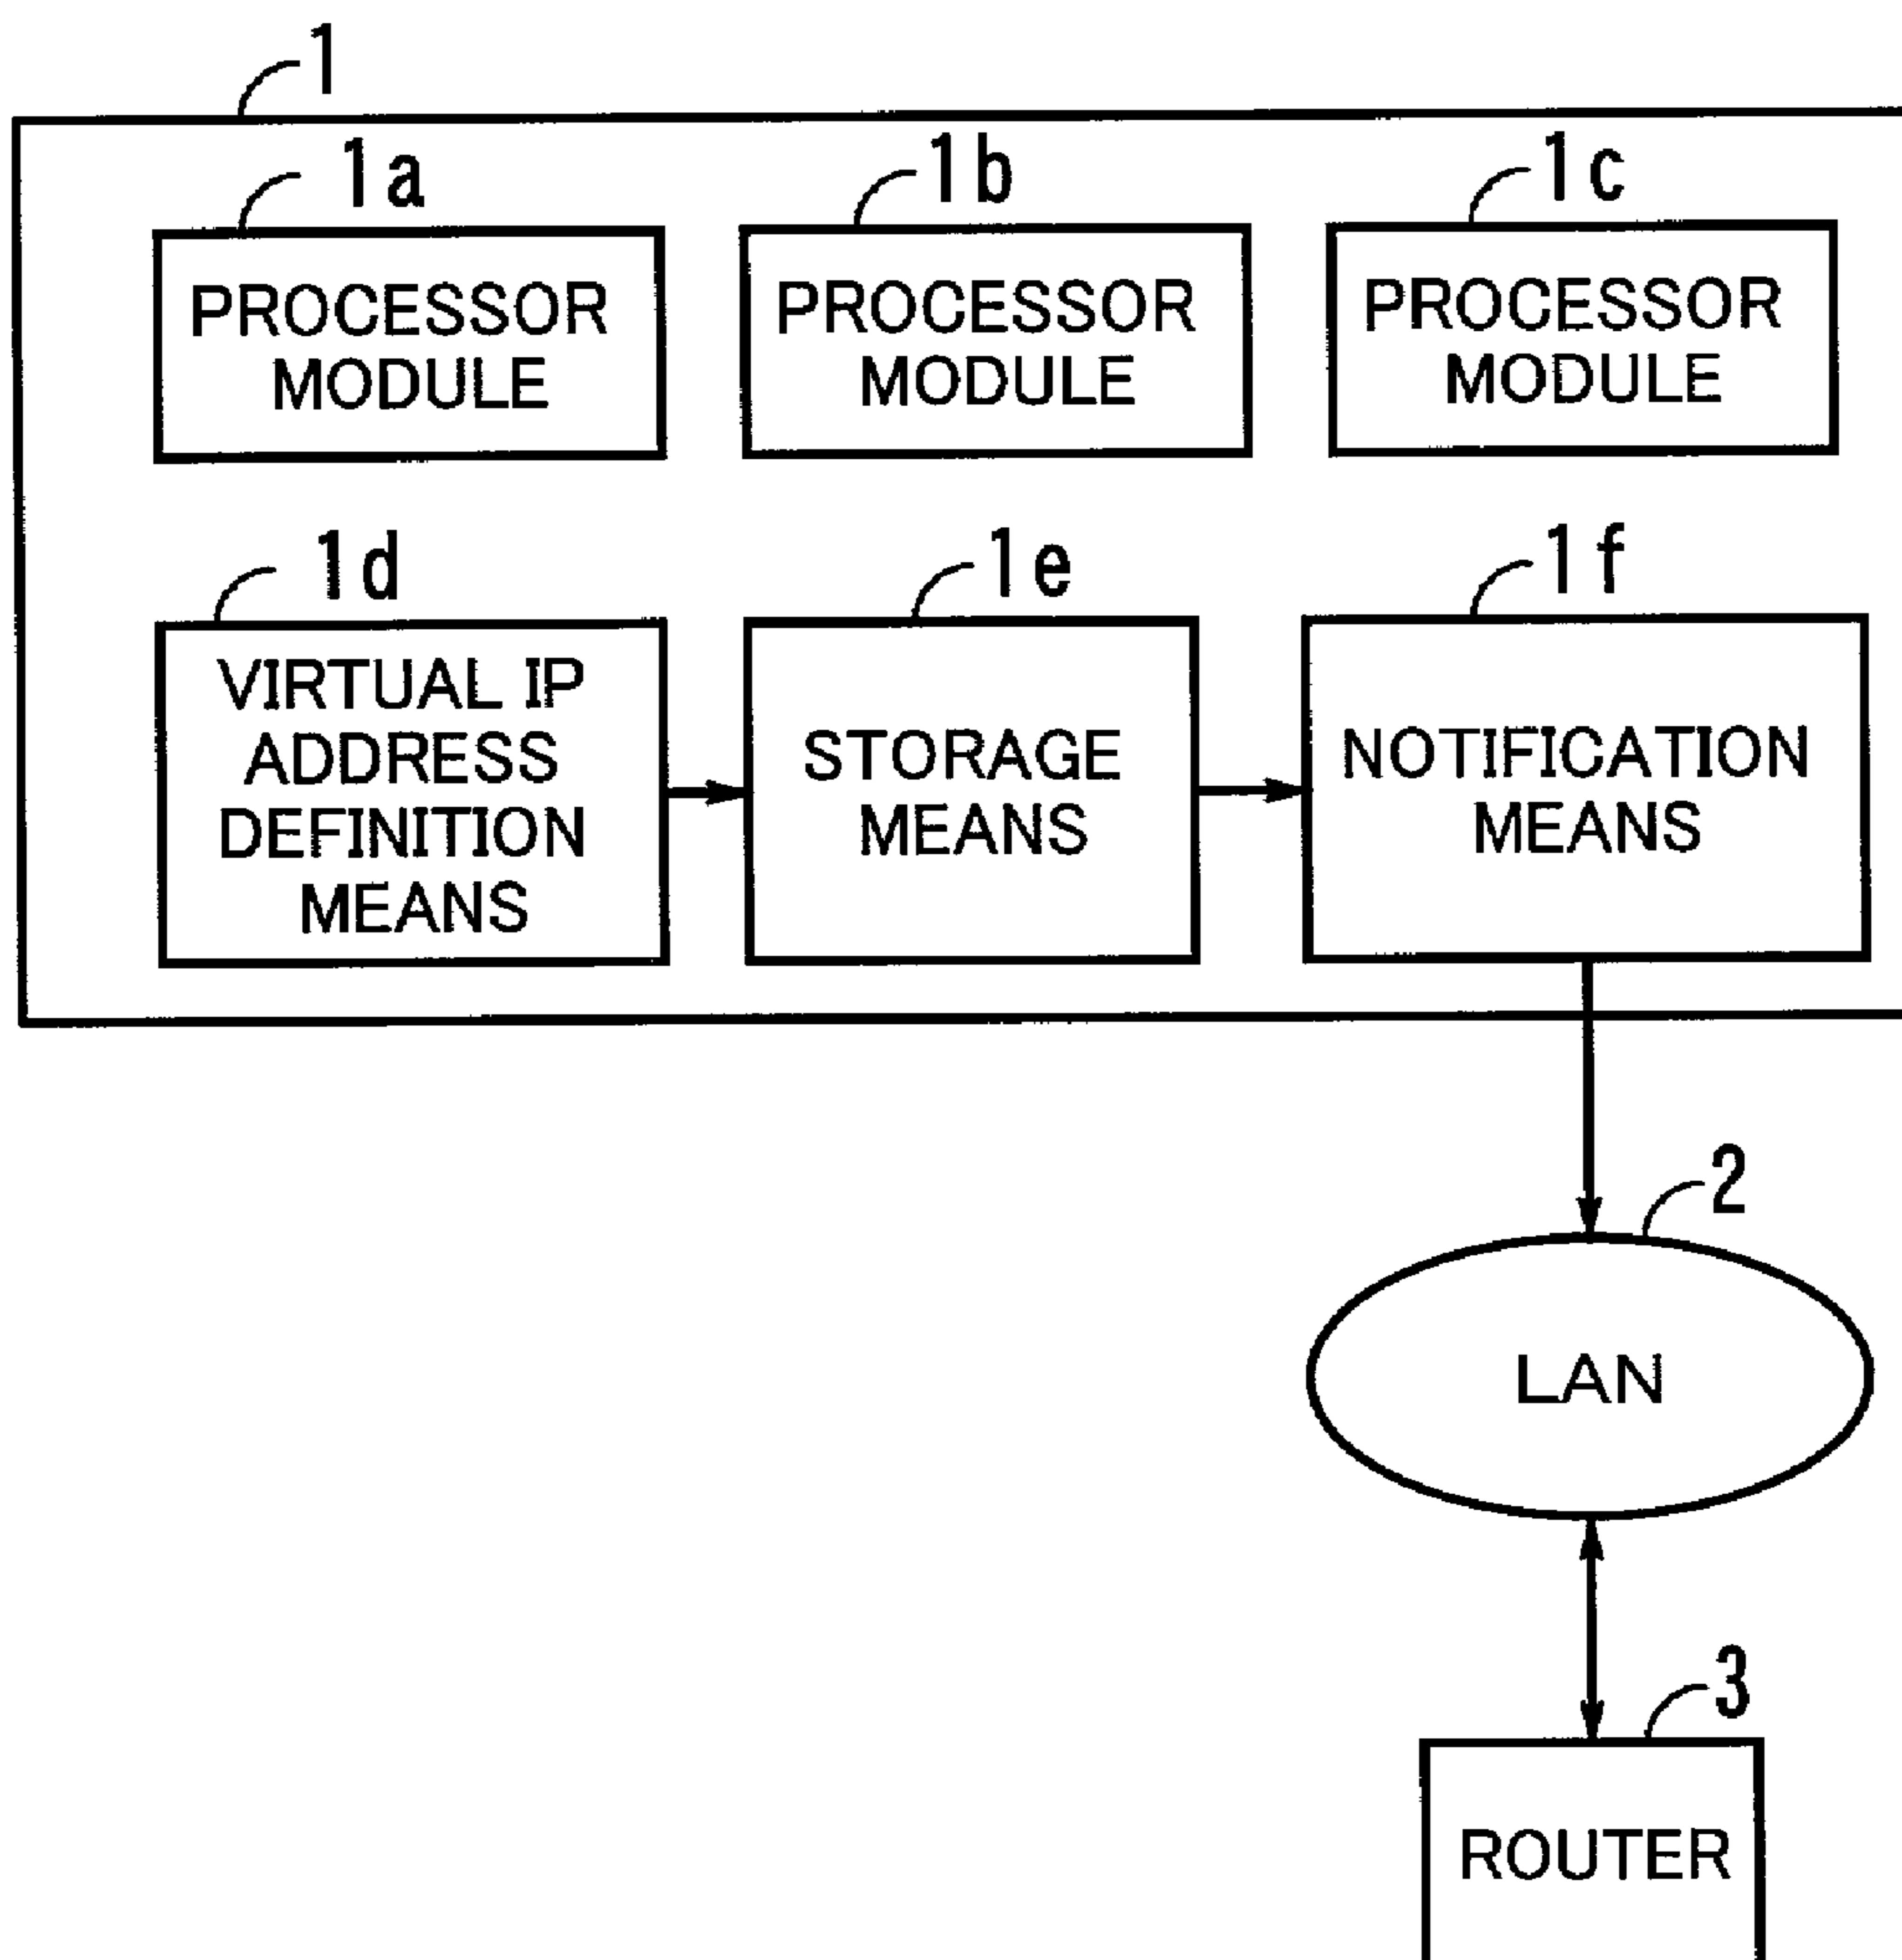 1
1a
1b
1c
PROCESSOR
MODULE
PROCESSOR
MODULE
PROCESSOR
MODULE
1d
1e
1f
VIRTUAL IP
ADDRESS
DEFINITION
MEANS
STORAGE
MEANS
NOTIFICATION
MEANS
2
LAN
3
ROUTER